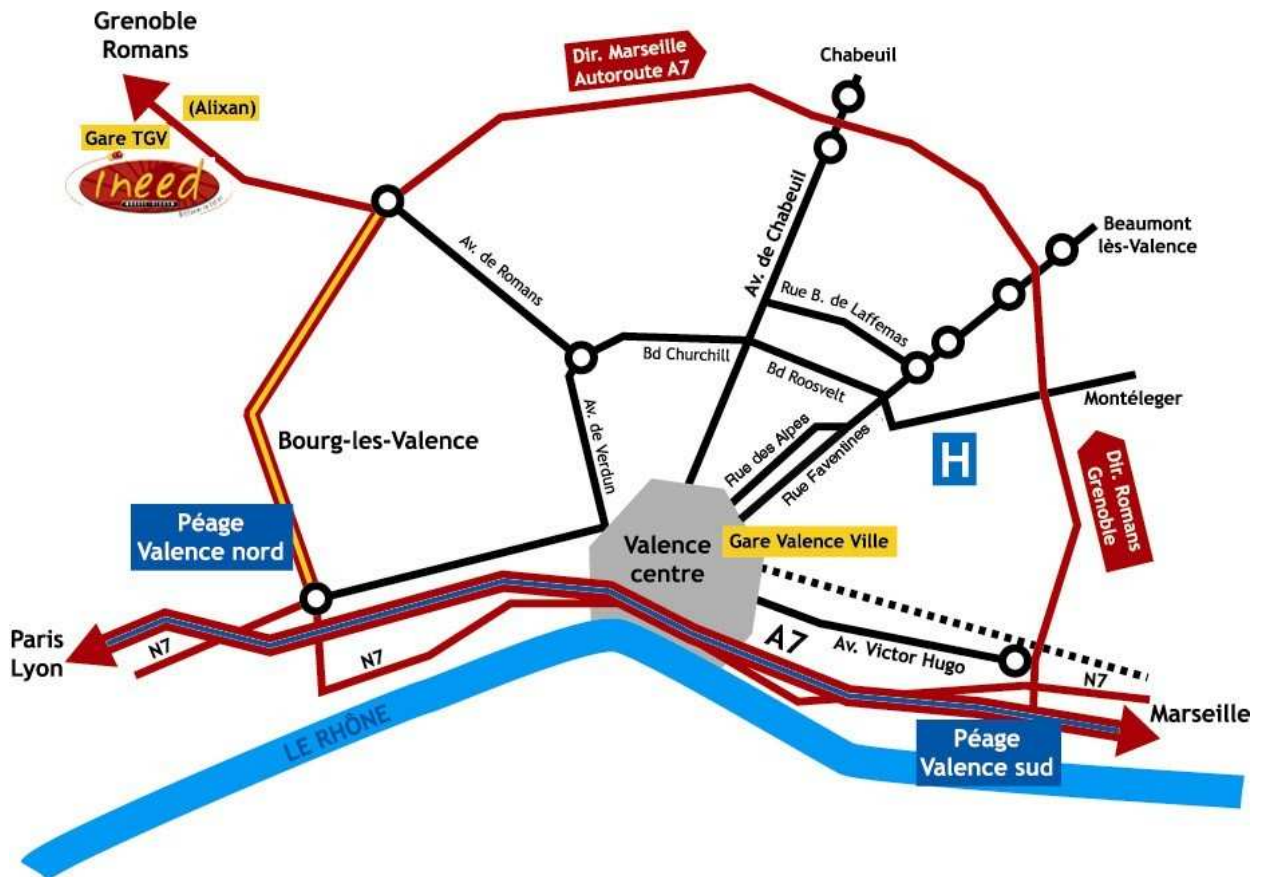 Grenoble
Romans
(Alixan)
Gare TGV
ineed
Dir. Marseille
Autoroute A7
Chabeuil
Av. de Chabeuil
Beaumont
lès-Valence
Av. de Romans
Rue B. de Laffemas
Bd Churchill
Bd Roosvelt
Montéleger
Av. de Verdun
Bourg-les-Valence
Rue des Alpes
Rue Faventines
H
Dir. Romans
Grenoble
Péage
Valence nord
Valence
centre
Gare Valence Ville
Paris
Lyon
N7
N7
A7
Av. Victor Hugo
N7
Marseille
LE RHÔNE
Péage
Valence sud